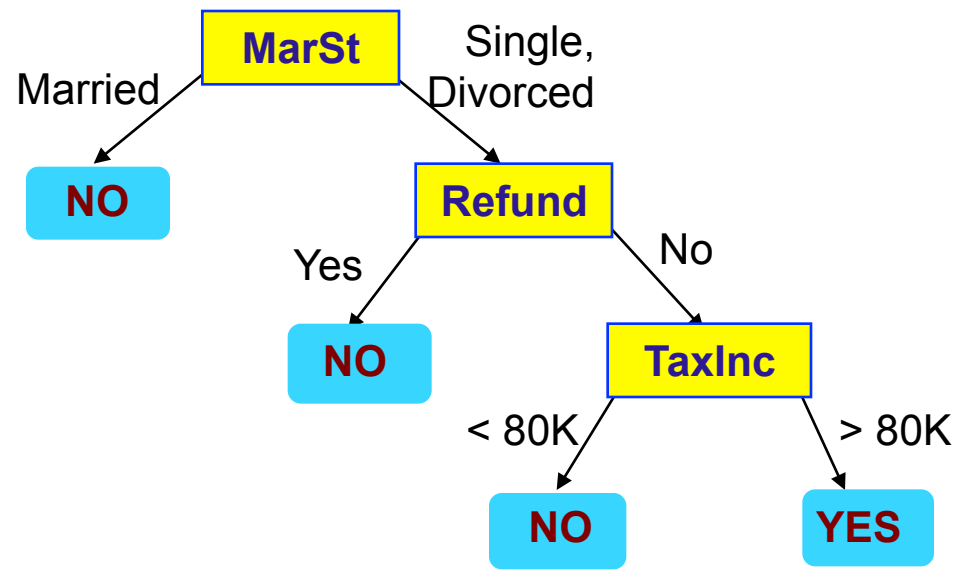 MarSt
Single,
Married
Divorced
NO
Refund
Yes
No
NO
TaxInc
< 80K
> 80K
NO
YES